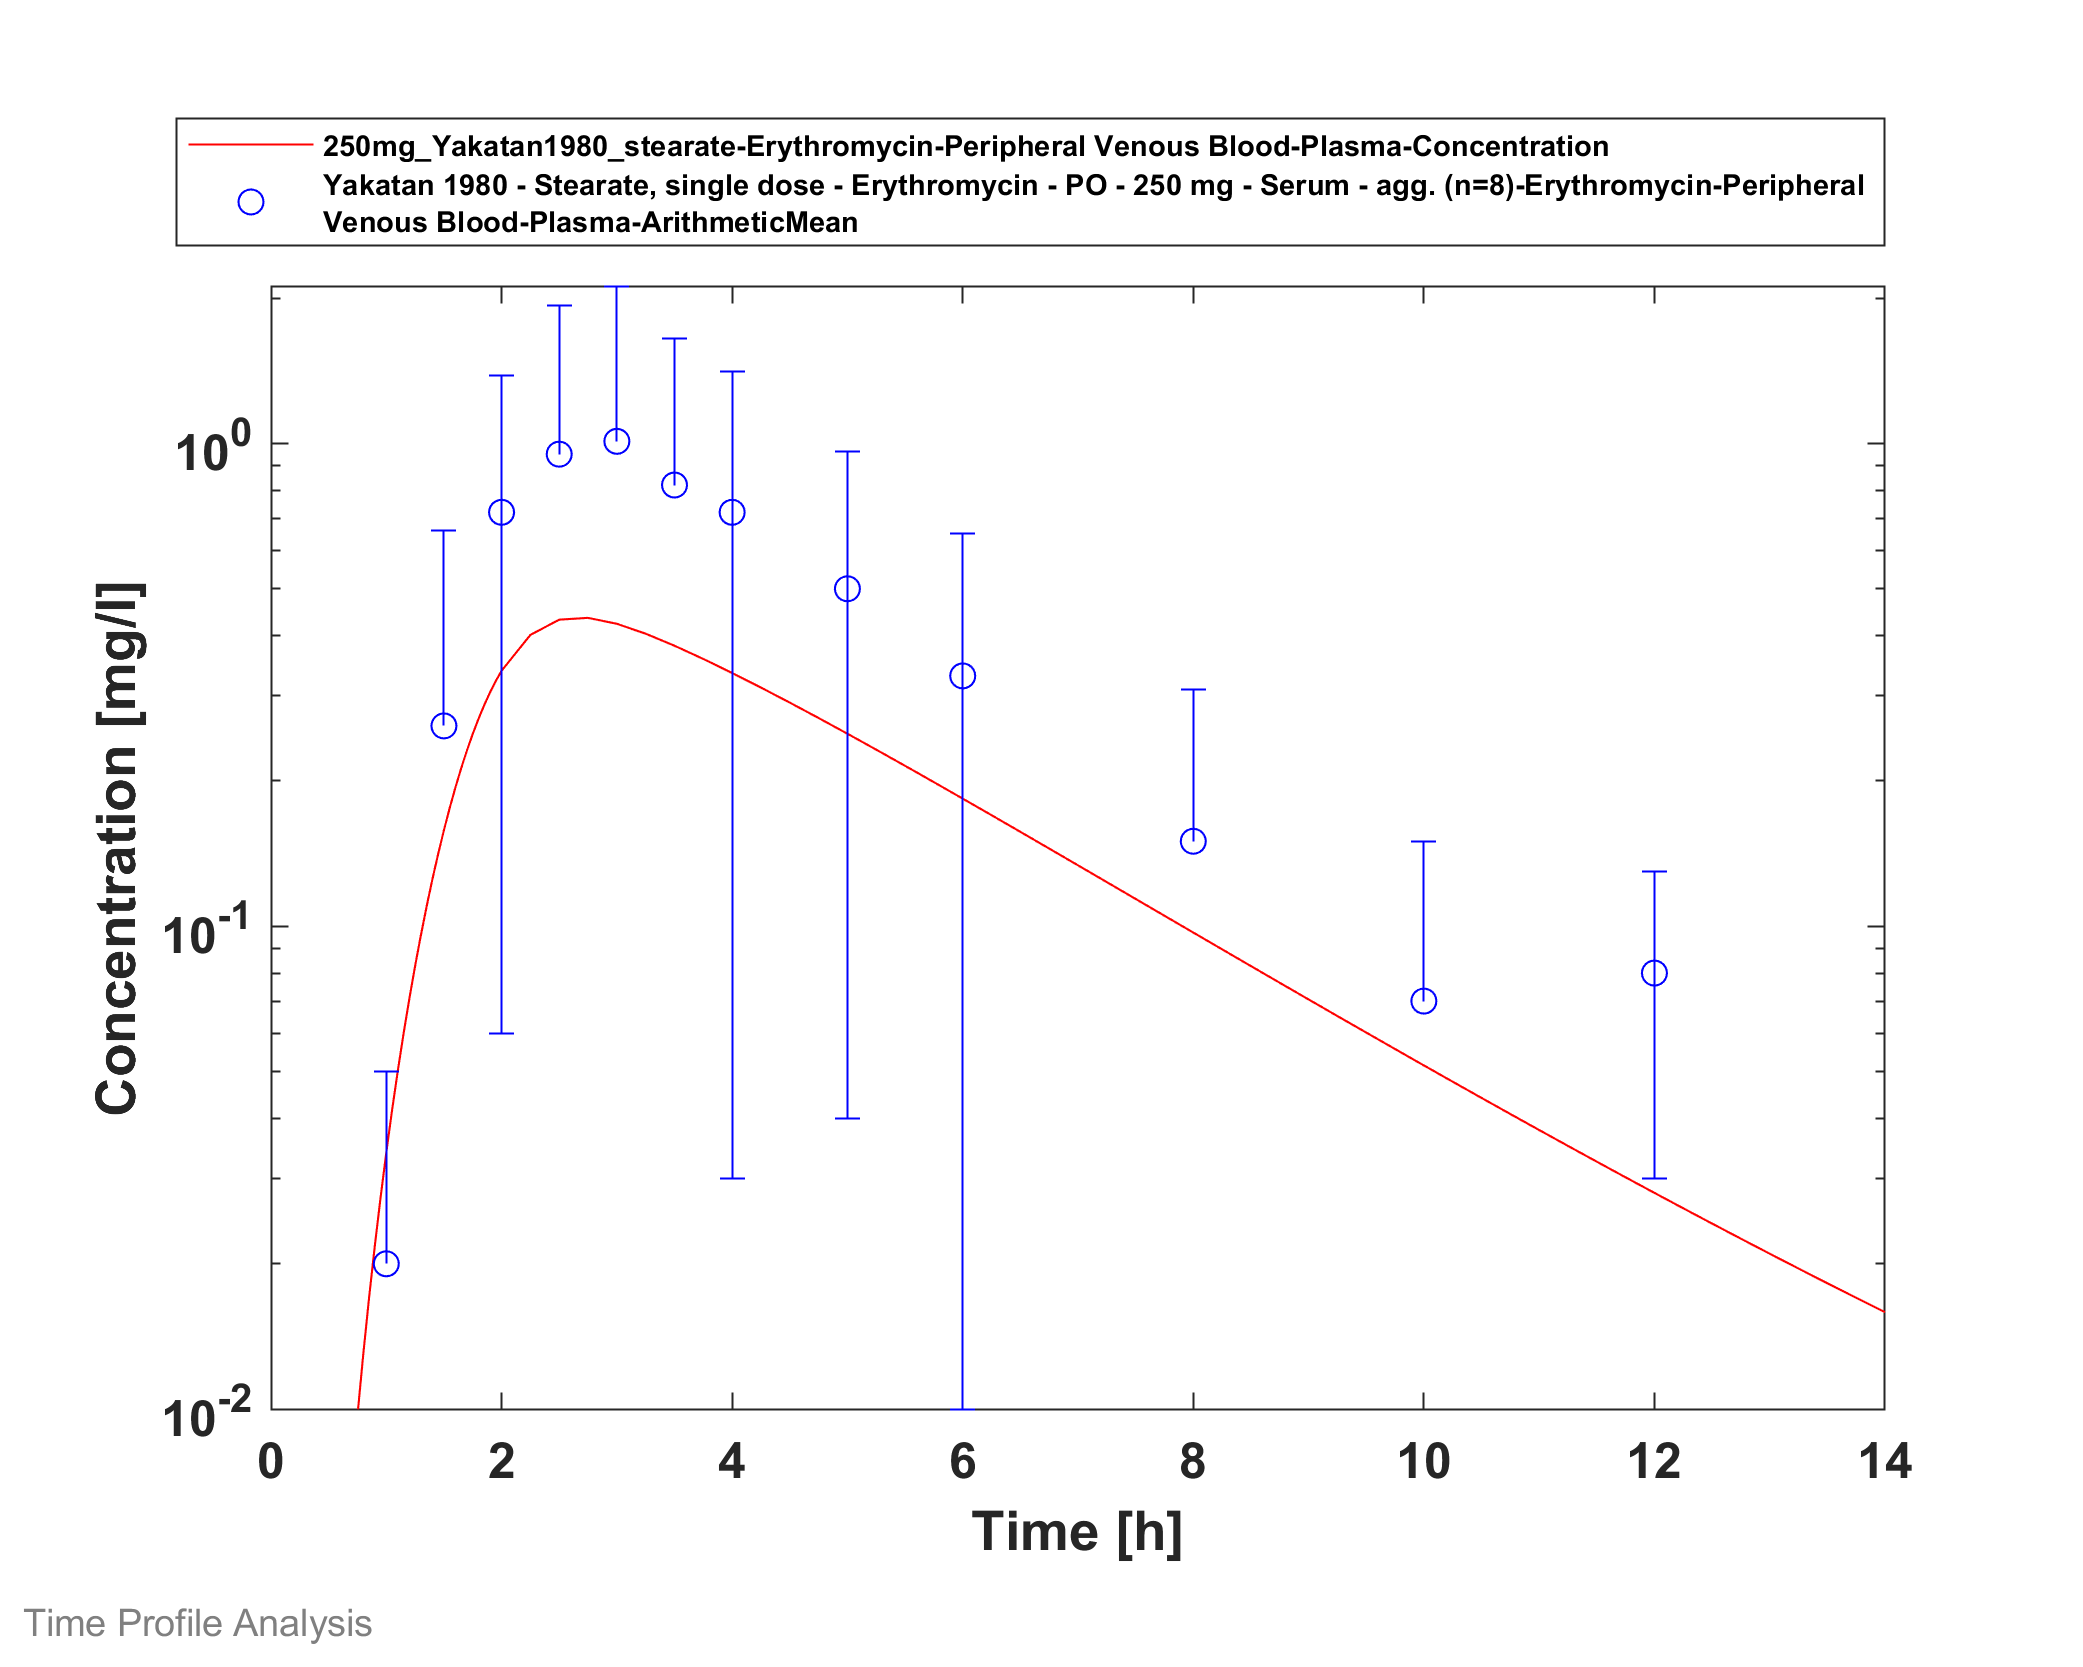 250mg_Yakatan1980_stearate-Erythromycin-Peripheral Venous Blood-Plasma-Concentration
Yakatan 1980 - Stearate, single dose - Erythromycin - PO - 250 mg - Serum - agg. (n=8)-Erythromycin-Peripheral
Venous Blood-Plasma-ArithmeticMean
10^0
10^-1
10^-2
Concentration [mg/l]
0 2 4 6 8 10 12 14
Time [h]
Time Profile Analysis